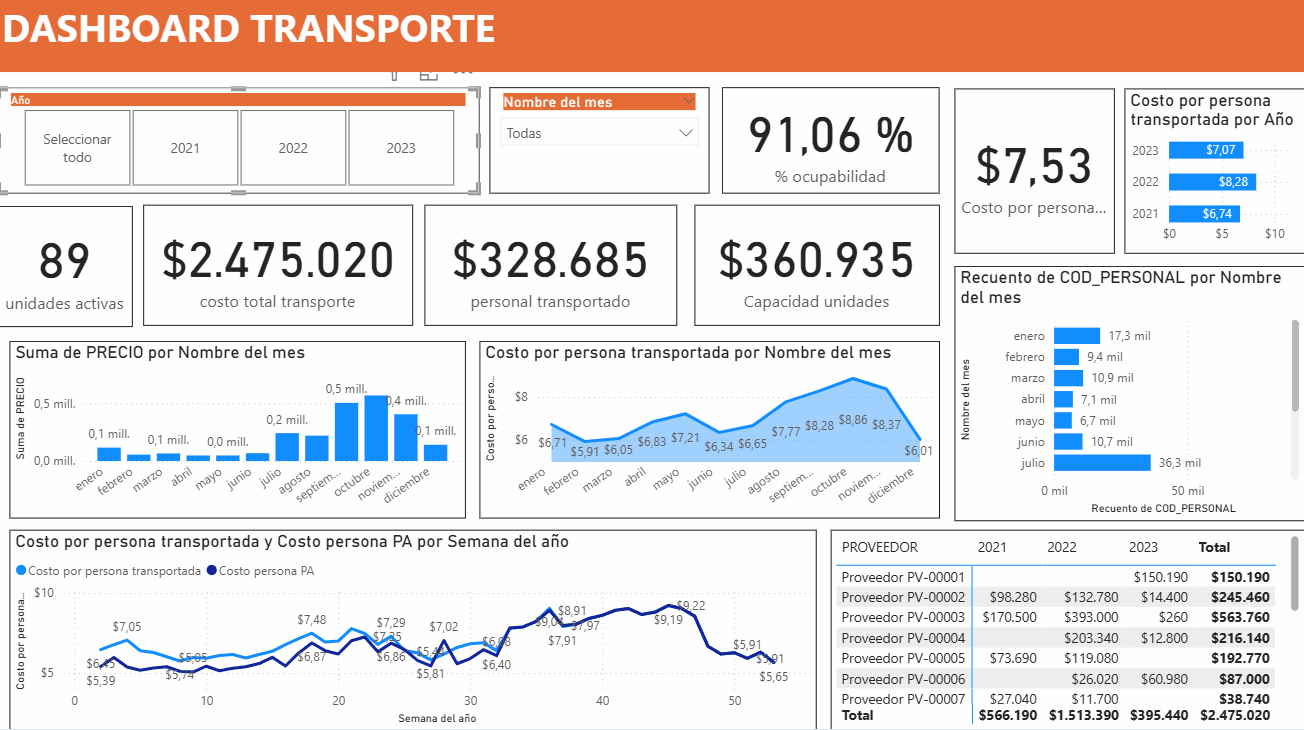 DASHBOARD TRANSPORTE
Año
Seleccionar
todo
2021
2022
2023
Nombre del mes
Todas
91,06 %
% ocupabilidad
$7,53
Costo por persona...
Costo por persona
transportada por Año
2023
$7,07
2022
$8,28
2021
$6,74
$0
$5
$10
89
unidades activas
$2.475.020
costo total transporte
$328.685
personal transportado
$360.935
Capacidad unidades
Recuento de COD_PERSONAL por Nombre
del mes
Nombre del mes
enero 17,3 mil
febrero 9,4 mil
marzo 10,9 mil
abril 7,1 mil
mayo 6,7 mil
junio 10,7 mil
julio 36,3 mil
0 mil 50 mil
Recuento de COD_PERSONAL
Suma de PRECIO por Nombre del mes
Suma de PRECIO
0,5 mill.
0,0 mill.
0,1 mill.
0,1 mill.
0,0 mill.
0,2 mill.
0,5 mill.
0,4 mill.
0,1 mill.
enero febrero marzo abril mayo junio julio agosto septiem... octubre noviem... diciembre
Costo por persona transportada por Nombre del mes
Costo por perso...
$8
$6
$6,71 $5,91 $6,05 $6,83 $7,21 $6,34 $6,65 $7,77 $8,28 $8,86 $8,37 $6,01
enero febrero marzo abril mayo junio julio agosto septiem... octubre noviem... diciembre
Costo por persona transportada y Costo persona PA por Semana del año
Costo por persona transportada Costo persona PA
Costo por persona...
$10
$5
$7,05
$6,45
$5,39
$5,05
$5,74
$7,48
$6,87
$7,29
$7,25
$6,86
$5,81
$7,02
$6,08
$6,40
$8,91
$7,91
$7,97
$9,22
$9,19
$5,91
$5,91
$5,65
0 10 20 30 40 50
Semana del año
PROVEEDOR 2021 2022 2023 Total
Proveedor PV-00001 $150.190 $150.190
Proveedor PV-00002 $98.280 $132.780 $14.400 $245.460
Proveedor PV-00003 $170.500 $393.000 $260 $563.760
Proveedor PV-00004 $203.340 $12.800 $216.140
Proveedor PV-00005 $73.690 $119.080 $192.770
Proveedor PV-00006 $26.020 $60.980 $87.000
Proveedor PV-00007 $27.040 $11.700 $38.740
Total $566.190 $1.513.390 $395.440 $2.475.020